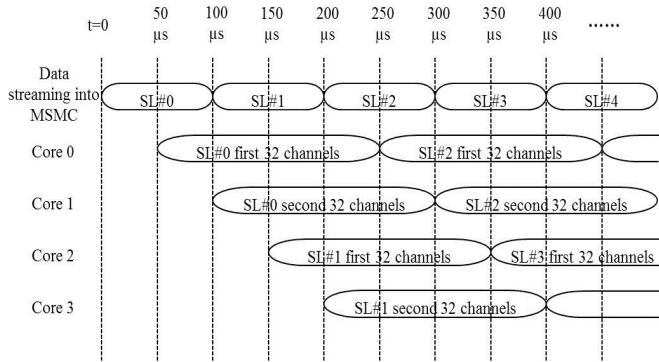 t=0 50 µs 100 µs 150 µs 200 µs 250 µs 300 µs 350 µs 400 µs ······
Data streaming into MSMC SL#0 SL#1 SL#2 SL#3 SL#4
Core 0 SL#0 first 32 channels SL#2 first 32 channels
Core 1 SL#0 second 32 channels SL#2 second 32 channels
Core 2 SL#1 first 32 channels SL#3 first 32 channels
Core 3 SL#1 second 32 channels